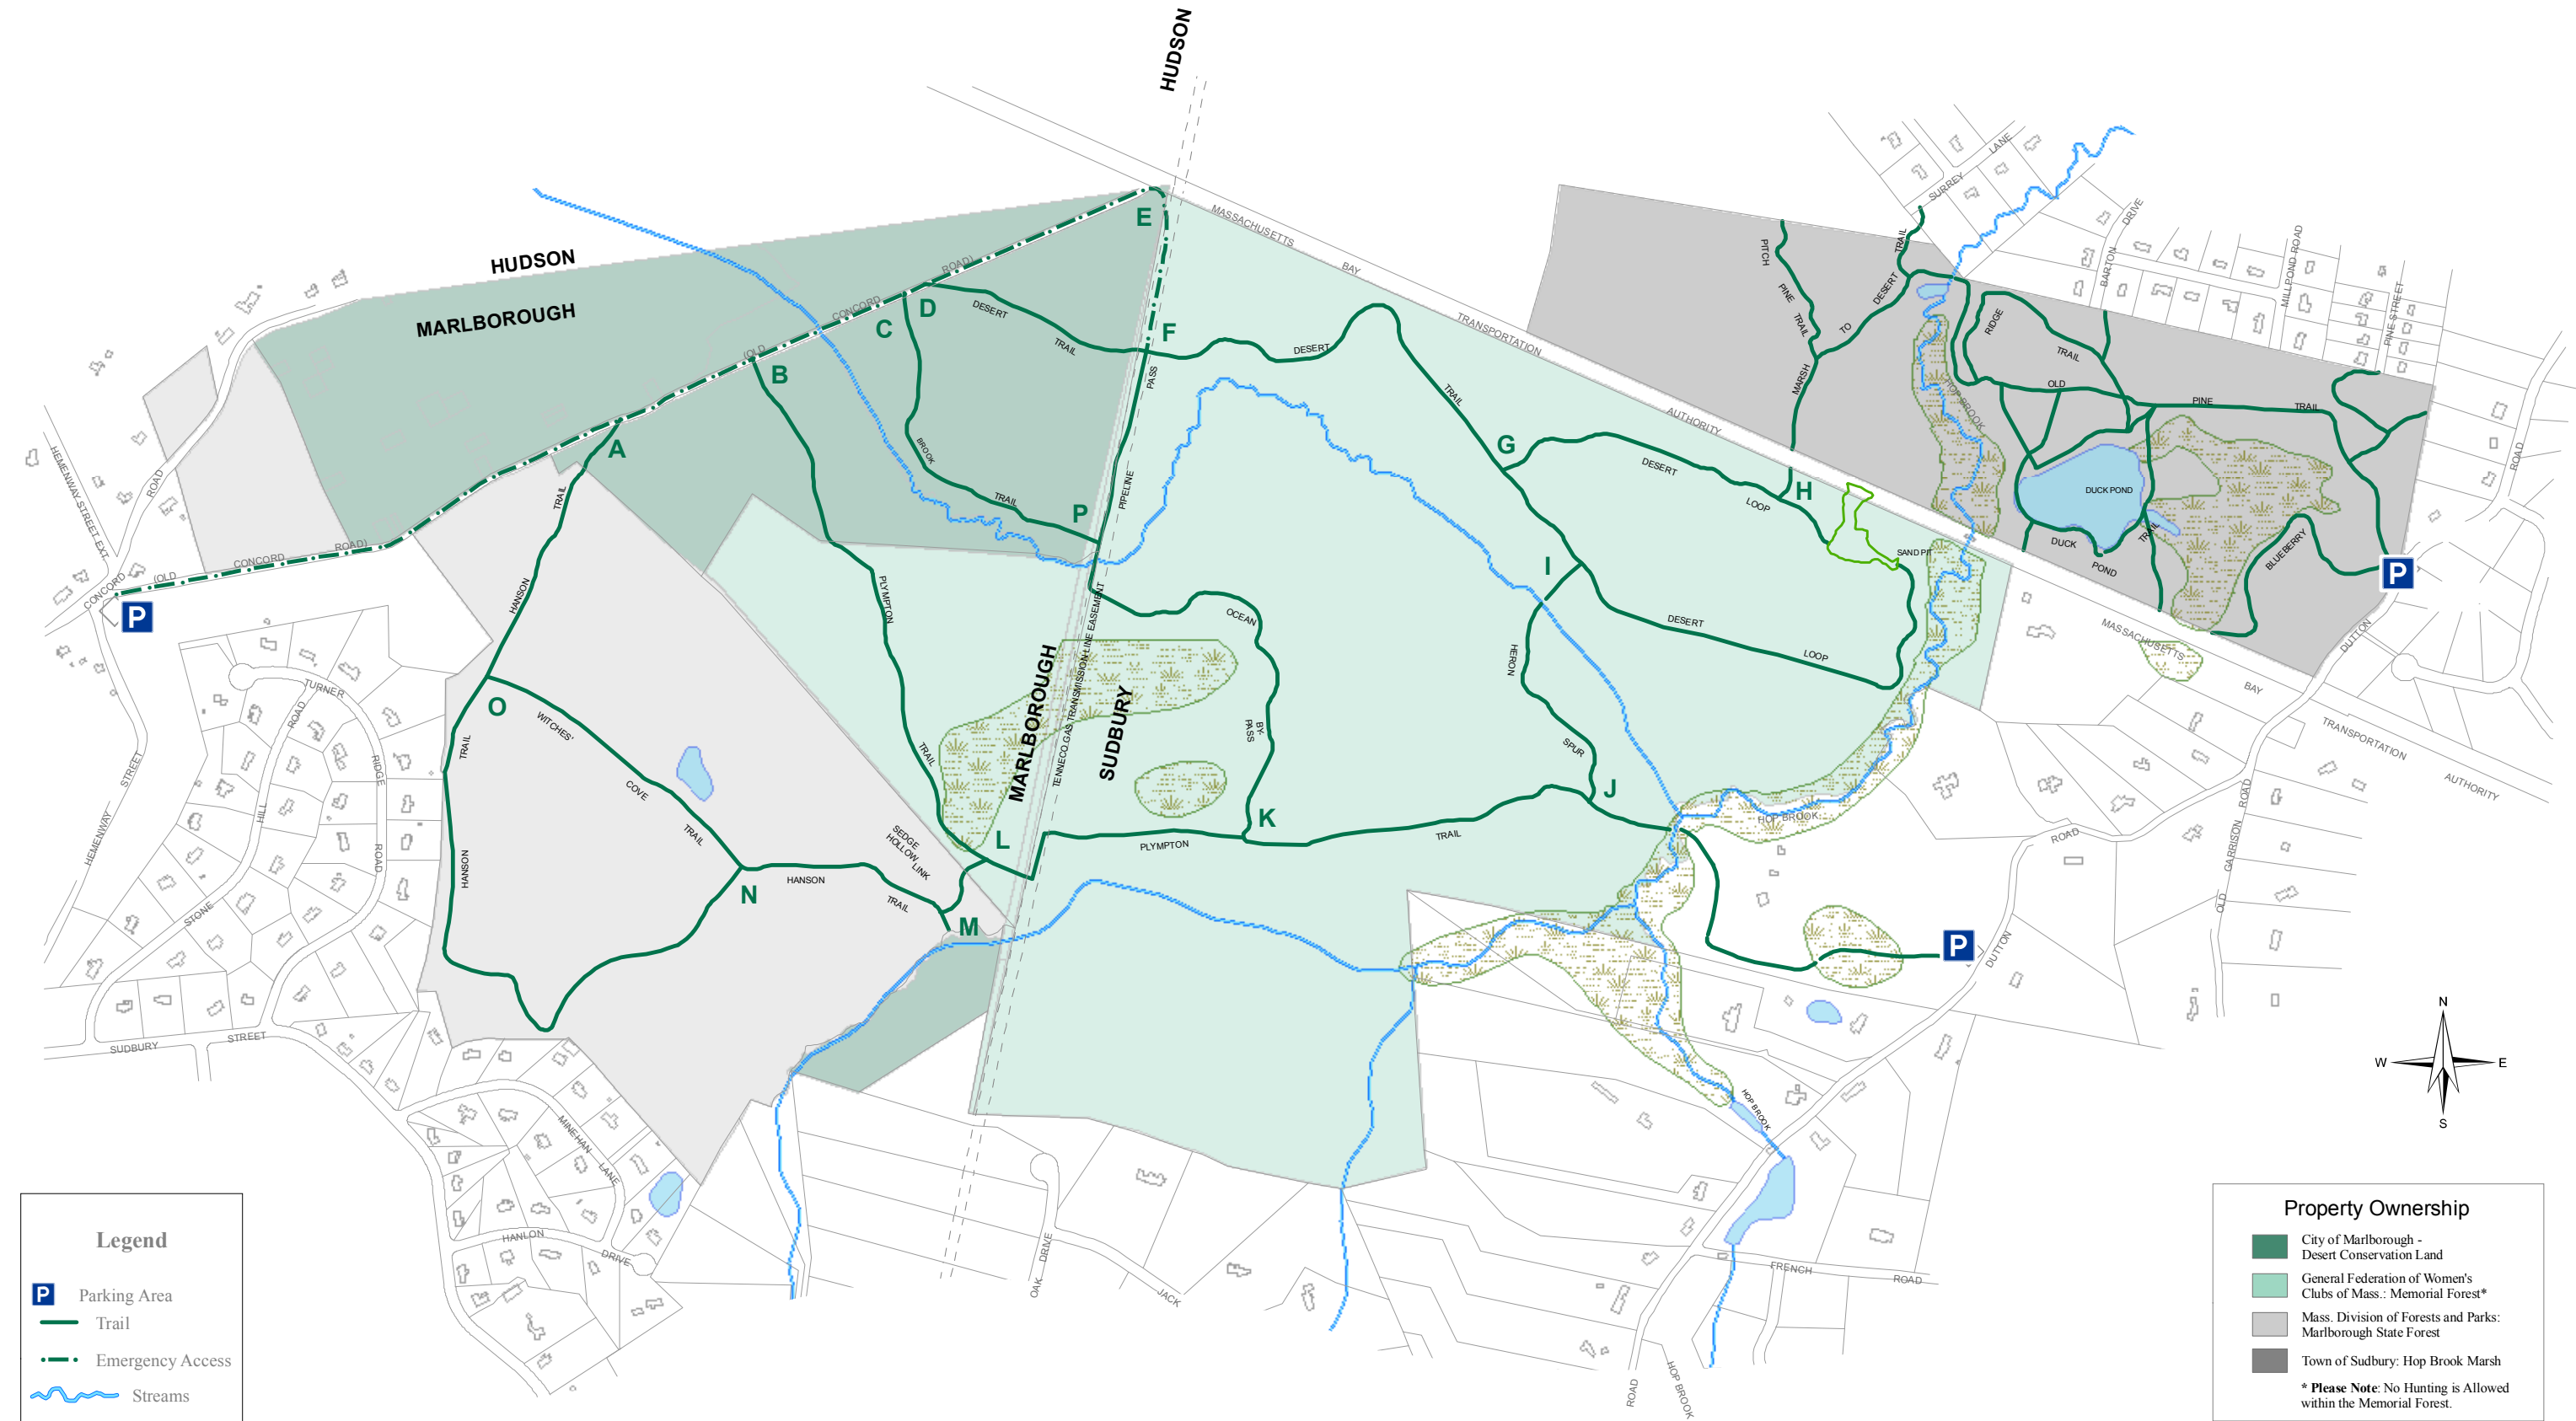 HUDSON
HUDSON
MARLBOROUGH
MASSACHUSETTS
BAY
TRANSPORTATION
AUTHORITY
SURREY
LANE
BARTON
DRIVE
MILLPOND ROAD
PINE STREET
ROAD
PITCH
PINE
TRAIL
TRAIL
DESERT
TO
MARSH
RIDGE
TRAIL
OLD
PINE
TRAIL
HOP BROOK
DUCK POND
DUCK
POND
TRAIL
BLUEBERRY
P
DUTTON
E
ROAD)
CONCORD
(OLD
D
C
B
A
F
DESERT
TRAIL
DESERT
TRAIL
PASS
PIPELINE
BROOK
TRAIL
P
G
DESERT
LOOP
H
SAND PIT
I
DESERT
LOOP
HEMENWAY STREET EXT
ROAD
CONCORD
(OLD
CONCORD
ROAD)
P
TRAIL
HANSON
PLYMPTON
TRAIL
TENNECO GAS TRANSMISSION LINE EASEMENT
MARLBOROUGH
SUDBURY
OCEAN
BY-
PASS
HERON
SPUR
J
K
L
PLYMPTON
TRAIL
TURNER
ROAD
RIDGE
ROAD
HILL
STONE
HEMENWAY
STREET
SUDBURY
STREET
O
WITCHES'
COVE
TRAIL
TRAIL
HANSON
N
HANSON
TRAIL
SEDGE
HOLLOW LINK
M
HOP BROOK
MASSACHUSETTS
BAY
TRANSPORTATION
AUTHORITY
ROAD
GARRISON
ROAD
OLD
DUTTON
P
HOP BROOK
MINEHAN
LANE
HANLON
DRIVE
OAK
DRIVE
JACK
FRENCH
ROAD
ROAD
HOP BROOK
N
W
E
S
Legend
P Parking Area
Trail
Emergency Access
Streams
Property Ownership
City of Marlborough -
Desert Conservation Land
General Federation of Women's
Clubs of Mass.: Memorial Forest*
Mass. Division of Forests and Parks:
Marlborough State Forest
Town of Sudbury: Hop Brook Marsh
* Please Note: No Hunting is Allowed
within the Memorial Forest.